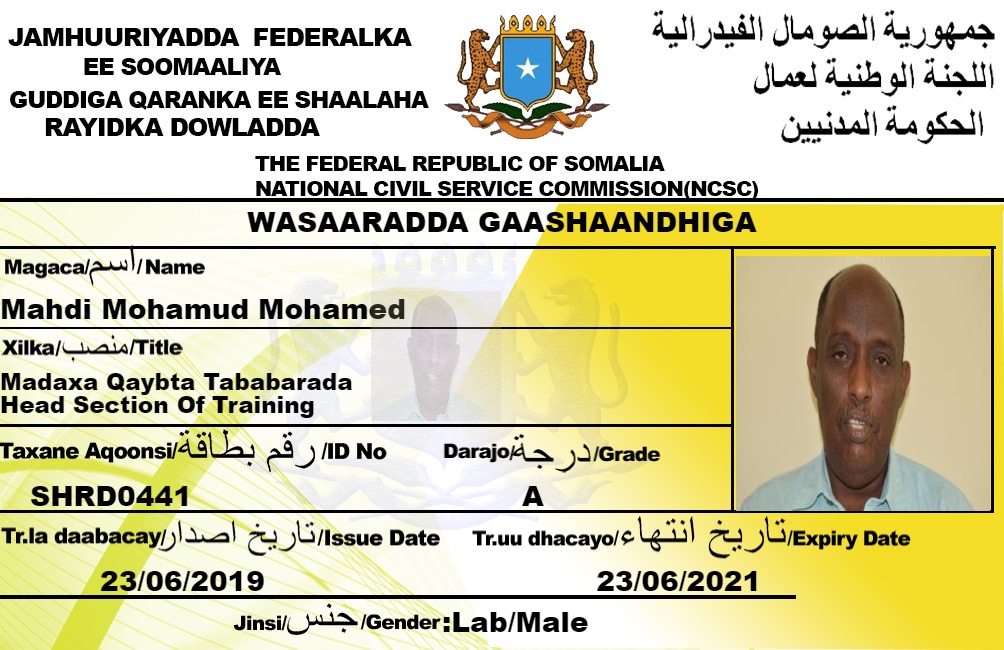 JAMHUURIYADDA FEDERALKA
EE SOOMAALIYA
GUDDIGA QARANKA EE SHAALAHA
RAYIDKA DOWLADDA
جمهورية الصومال الفيدرالية
اللجنة الوطنية لعمال
الحكومة المدنيين
THE FEDERAL REPUBLIC OF SOMALIA
NATIONAL CIVIL SERVICE COMMISSION(NCSC)
WASAARADDA GAASHAANDHIGA
Magaca/اسم/Name
Mahdi Mohamud Mohamed
Xilka/منصب/Title
Madaxa Qaybta Tababarada
Head Section Of Training
Taxane Aqoonsi/رقم بطاقة/ID No
Darajo/درجة/Grade
SHRD0441
A
Tr.la daabacay/تاريخ اصدار/Issue Date
Tr.uu dhacayo/تاريخ انتهاء/Expiry Date
23/06/2019
23/06/2021
Jinsi/جنس/Gender:Lab/Male